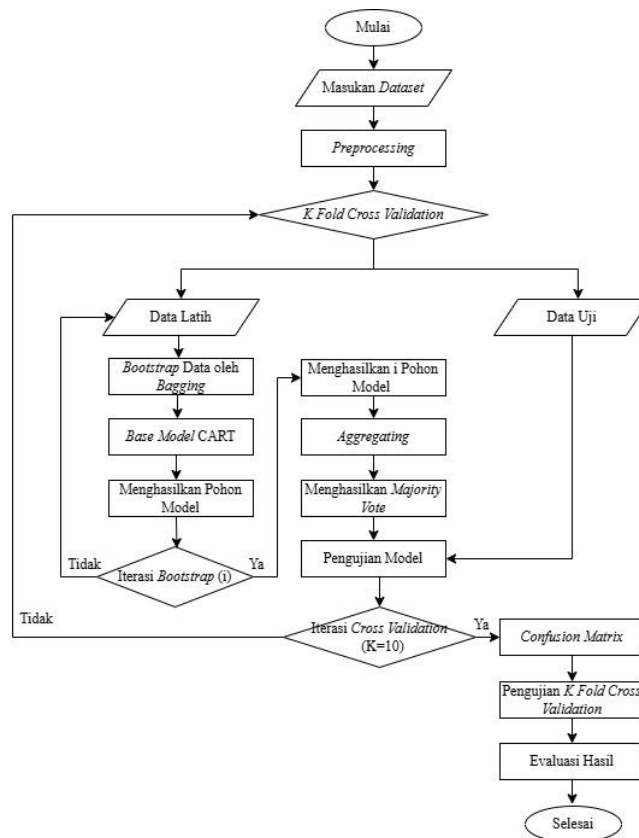 Mulai
Masukan Dataset
Preprocessing
K Fold Cross Validation
Data Latih
Data Uji
Bootstrap Data oleh
Bagging
Menghasilkan i Pohon
Model
Base Model CART
Aggregating
Menghasilkan Pohon
Model
Menghasilkan Majority
Vote
Tidak
Iterasi Bootstrap (i)
Ya
Pengujian Model
Tidak
Iterasi Cross Validation
(K=10)
Ya
Confusion Matrix
Pengujian K Fold Cross
Validation
Evaluasi Hasil
Selesai